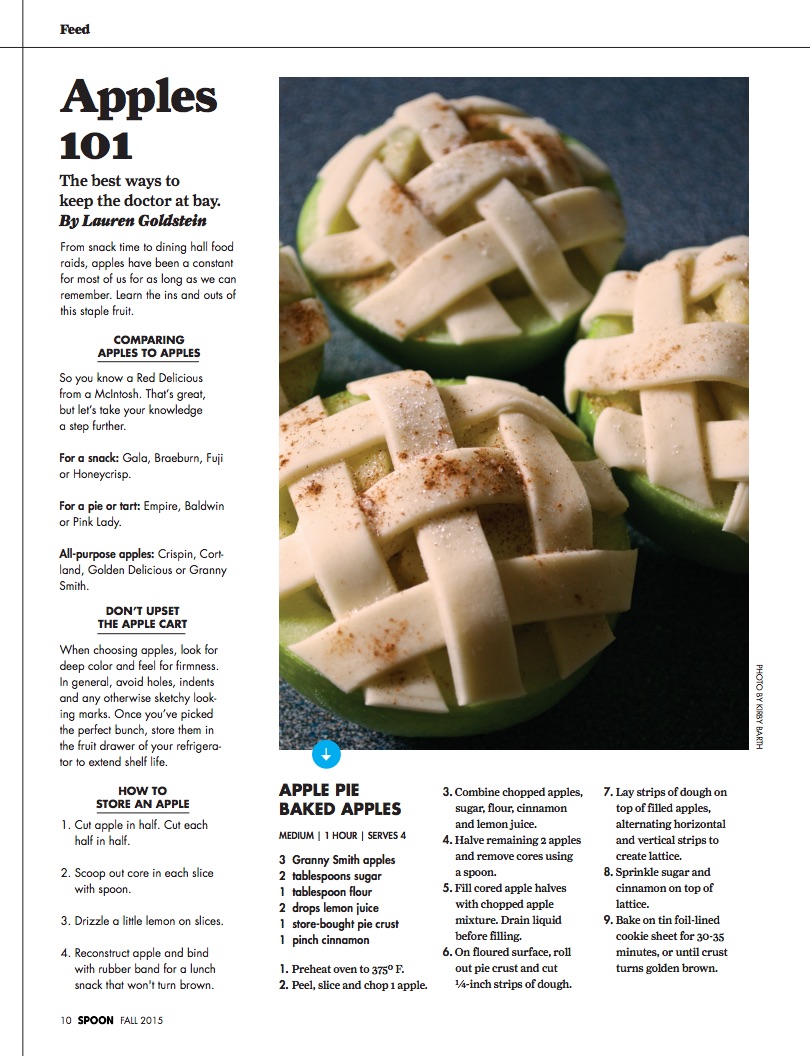 Feed
Apples
101
The best ways to
keep the doctor at bay.
By Lauren Goldstein
From snack time to dining hall food
raids, apples have been a constant
for most of us for as long as we can
remember. Learn the ins and outs of
this staple fruit.
COMPARING
APPLES TO APPLES
So you know a Red Delicious
from a McIntosh. That's great,
but let's take your knowledge
a step further.
For a snack: Gala, Braeburn, Fuji
or Honeycrisp.
For a pie or tart: Empire, Baldwin
or Pink Lady.
All-purpose apples: Crispin, Cort-
land, Golden Delicious or Granny
Smith.
DON'T UPSET
THE APPLE CART
When choosing apples, look for
deep color and feel for firmness.
In general, avoid holes, indents
and any otherwise sketchy look-
ing marks. Once you've picked
the perfect bunch, store them in
the fruit drawer of your refrigera-
tor to extend shelf life.
HOW TO
STORE AN APPLE
1. Cut apple in half. Cut each
half in half.
2. Scoop out core in each slice
with spoon.
3. Drizzle a little lemon on slices.
4. Reconstruct apple and bind
with rubber band for a lunch
snack that won't turn brown.
PHOTO BY KIRBY BARTH
APPLE PIE
BAKED APPLES
MEDIUM | 1 HOUR | SERVES 4
3 Granny Smith apples
2 tablespoons sugar
1 tablespoon flour
2 drops lemon juice
1 store-bought pie crust
1 pinch cinnamon
1. Preheat oven to 375º F.
2. Peel, slice and chop 1 apple.
3. Combine chopped apples,
sugar, flour, cinnamon
and lemon juice.
4. Halve remaining 2 apples
and remove cores using
a spoon.
5. Fill cored apple halves
with chopped apple
mixture. Drain liquid
before filling.
6. On floured surface, roll
out pie crust and cut
¼-inch strips of dough.
7. Lay strips of dough on
top of filled apples,
alternating horizontal
and vertical strips to
create lattice.
8. Sprinkle sugar and
cinnamon on top of
lattice.
9. Bake on tin foil-lined
cookie sheet for 30-35
minutes, or until crust
turns golden brown.
10 SPOON FALL 2015